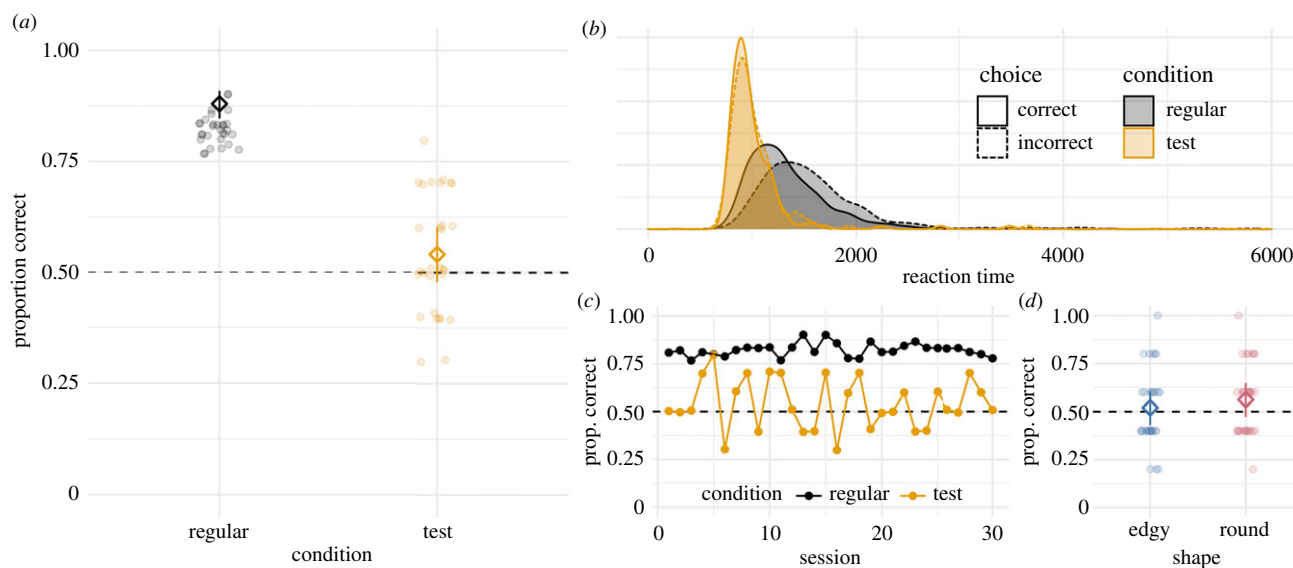 (a)
1.00
0.75
0.50
0.25
0
proportion correct
regular test
condition
(b)
choice condition
correct regular
incorrect test
0 2000 4000 6000
reaction time
(c)
1.00
0.75
0.50
0.25
0
prop. correct
condition regular test
0 10 20 30
session
(d)
1.00
0.75
0.50
0.25
0
prop. correct
edgy round
shape